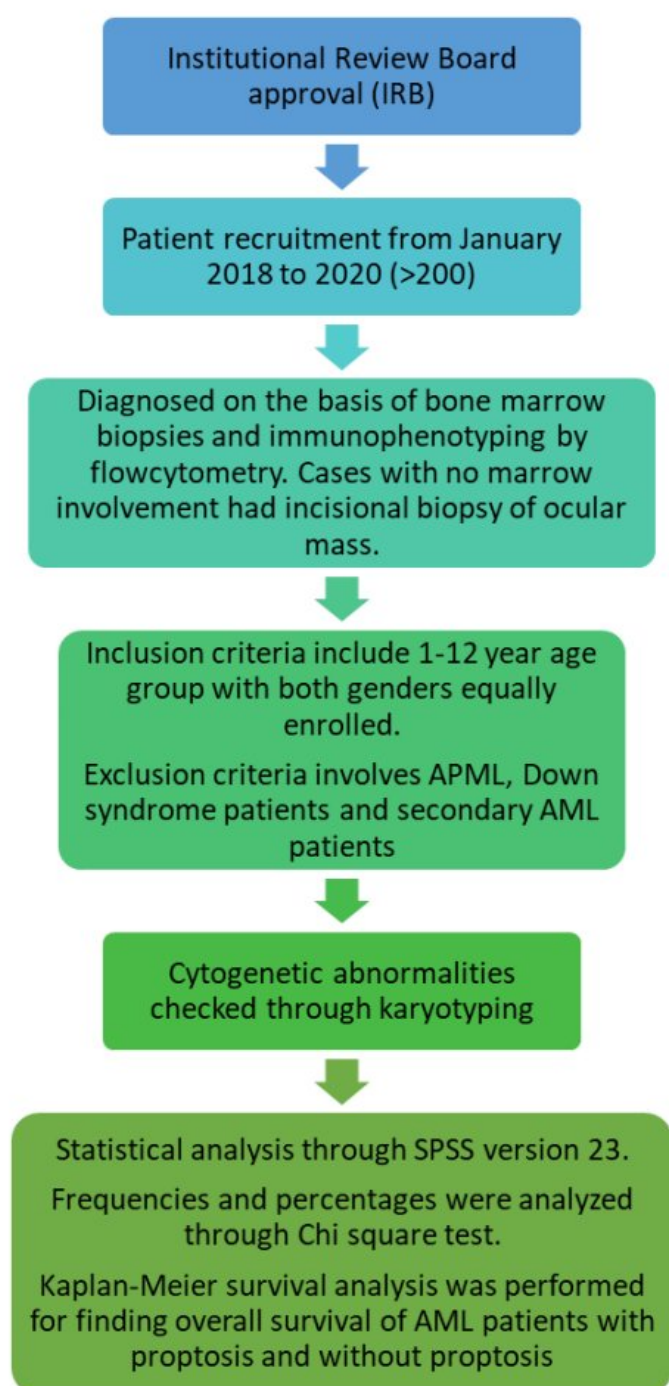 Institutional Review Board
approval (IRB)
Patient recruitment from January
2018 to 2020 (>200)
Diagnosed on the basis of bone marrow
biopsies and immunophenotyping by
flowcytometry. Cases with no marrow
involvement had incisional biopsy of ocular
mass.
Inclusion criteria include 1-12 year age
group with both genders equally
enrolled.
Exclusion criteria involves APML, Down
syndrome patients and secondary AML
patients
Cytogenetic abnormalities
checked through karyotyping
Statistical analysis through SPSS version 23.
Frequencies and percentages were analyzed
through Chi square test.
Kaplan-Meier survival analysis was performed
for finding overall survival of AML patients with
proptosis and without proptosis